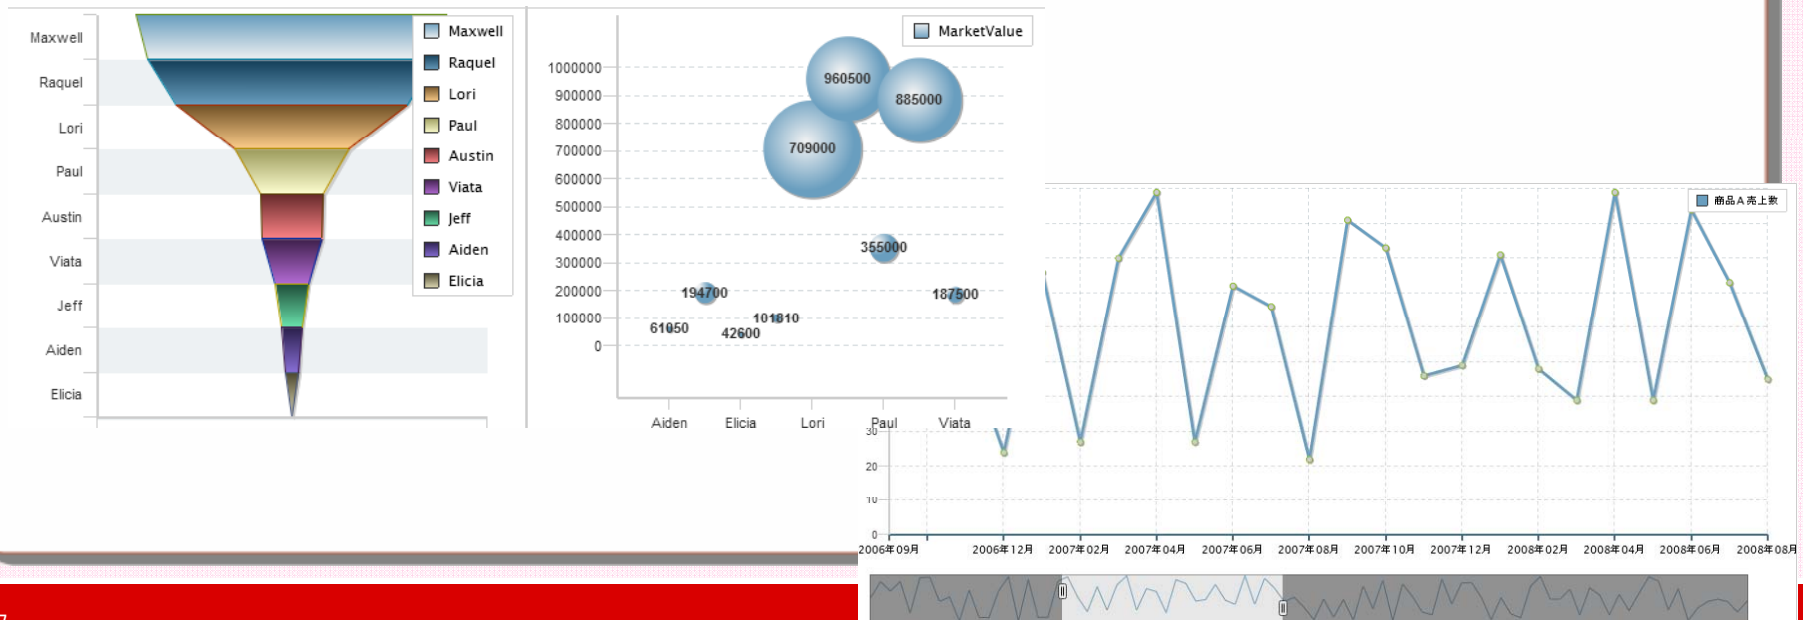 Maxwell
Raquel
Lori
Paul
Austin
Viata
Jeff
Aiden
Elicia
Maxwell
Raquel
Lori
Paul
Austin
Viata
Jeff
Aiden
Elicia
MarketValue
1000000
900000
800000
700000
600000
500000
400000
300000
200000
100000
0
960500
885000
709000
355000
194700
187500
61050
42600
101810
Aiden Elicia Lori Paul Viata
商品A売上数
30
20
10
0
2006年09月 2006年12月 2007年02月 2007年04月 2007年06月 2007年08月 2007年10月 2007年12月 2008年02月 2008年04月 2008年06月 2008年08月
7